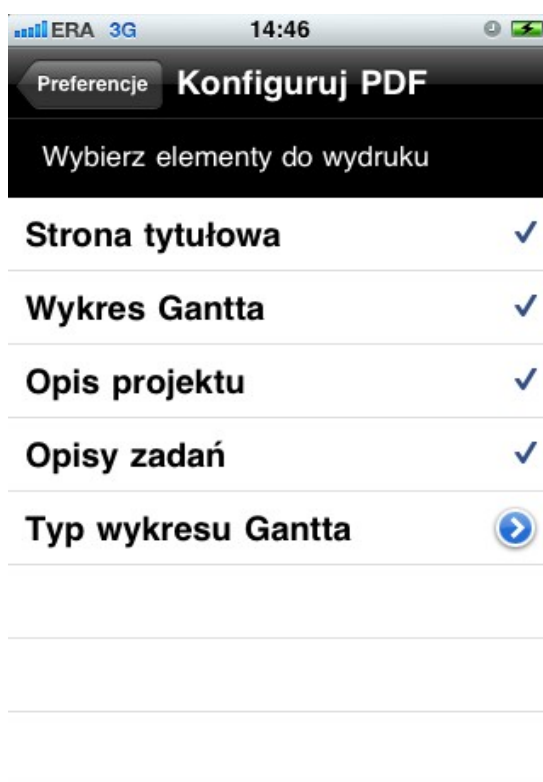 ERA 3G 14:46
Preferencje Konfiguruj PDF
Wybierz elementy do wydruku
Strona tytułowa
Wykres Gantta
Opis projektu
Opisy zadań
Typ wykresu Gantta